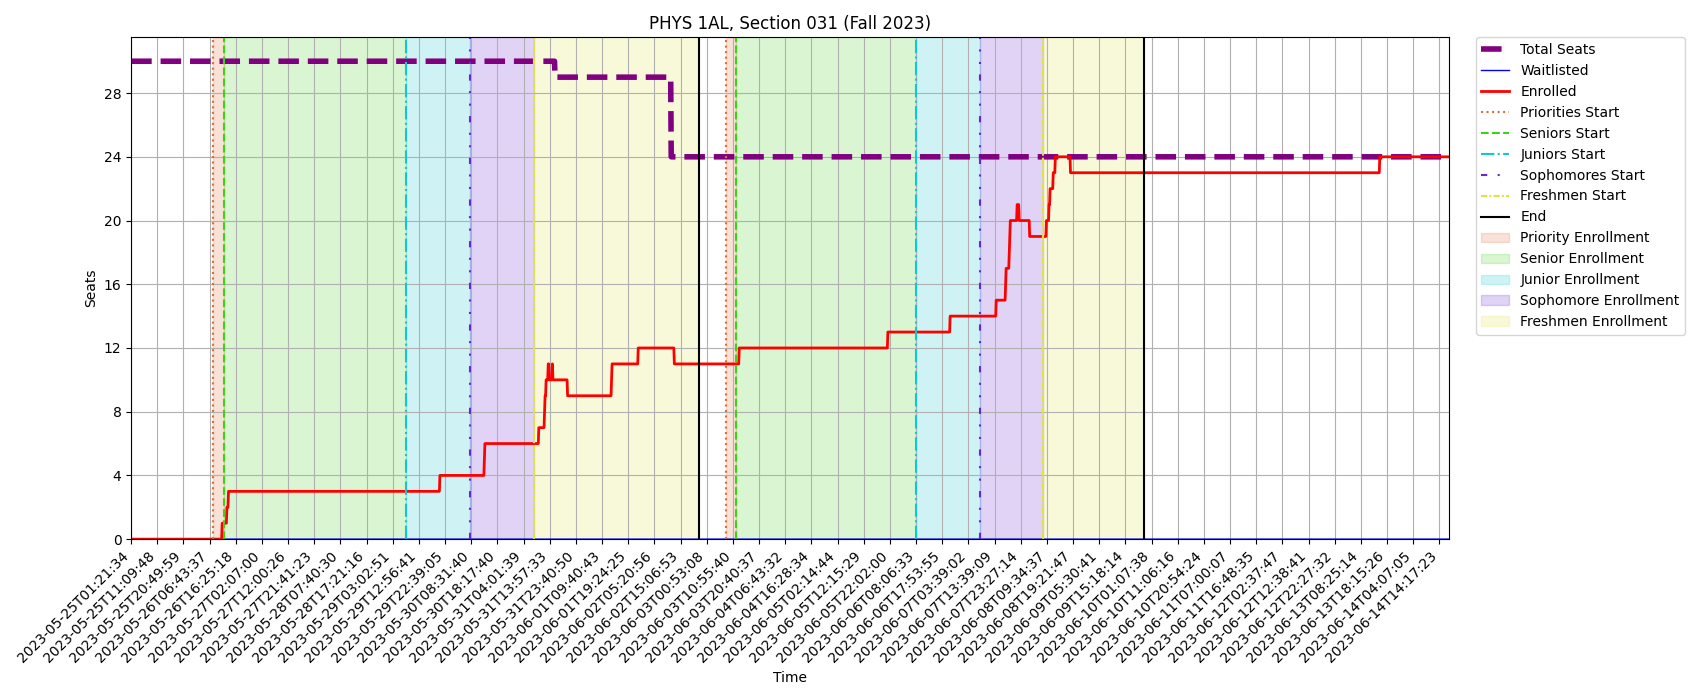 PHYS 1AL, Section 031 (Fall 2023)
Total Seats
Waitlisted
Enrolled
Priorities Start
Seniors Start
Juniors Start
Sophomores Start
Freshmen Start
End
Priority Enrollment
Senior Enrollment
Junior Enrollment
Sophomore Enrollment
Freshmen Enrollment
Seats
28
24
20
16
12
8
4
0
2023-05-25T01:21:34
2023-05-25T11:09:48
2023-05-25T20:49:59
2023-05-26T06:43:37
2023-05-26T16:25:18
2023-05-27T02:07:00
2023-05-27T12:00:26
2023-05-27T21:41:23
2023-05-28T07:40:30
2023-05-28T17:21:16
2023-05-29T03:02:51
2023-05-29T12:56:41
2023-05-29T22:39:05
2023-05-30T08:31:40
2023-05-30T18:17:40
2023-05-31T04:01:39
2023-05-31T13:57:33
2023-05-31T23:40:50
2023-06-01T09:40:43
2023-06-01T19:24:25
2023-06-02T05:20:56
2023-06-02T15:06:53
2023-06-03T00:53:08
2023-06-03T10:55:40
2023-06-03T20:40:37
2023-06-04T06:43:32
2023-06-04T16:28:34
2023-06-05T02:14:44
2023-06-05T12:15:29
2023-06-05T22:02:00
2023-06-06T08:06:33
2023-06-06T17:53:55
2023-06-07T03:39:02
2023-06-07T13:39:09
2023-06-07T23:27:14
2023-06-08T09:34:37
2023-06-08T19:21:47
2023-06-09T05:30:41
2023-06-09T15:18:14
2023-06-10T01:07:38
2023-06-10T11:06:16
2023-06-10T20:54:24
2023-06-11T07:00:07
2023-06-11T16:48:35
2023-06-12T02:37:47
2023-06-12T12:38:41
2023-06-12T22:27:32
2023-06-13T08:25:14
2023-06-13T18:15:26
2023-06-14T04:07:05
2023-06-14T14:17:23
Time